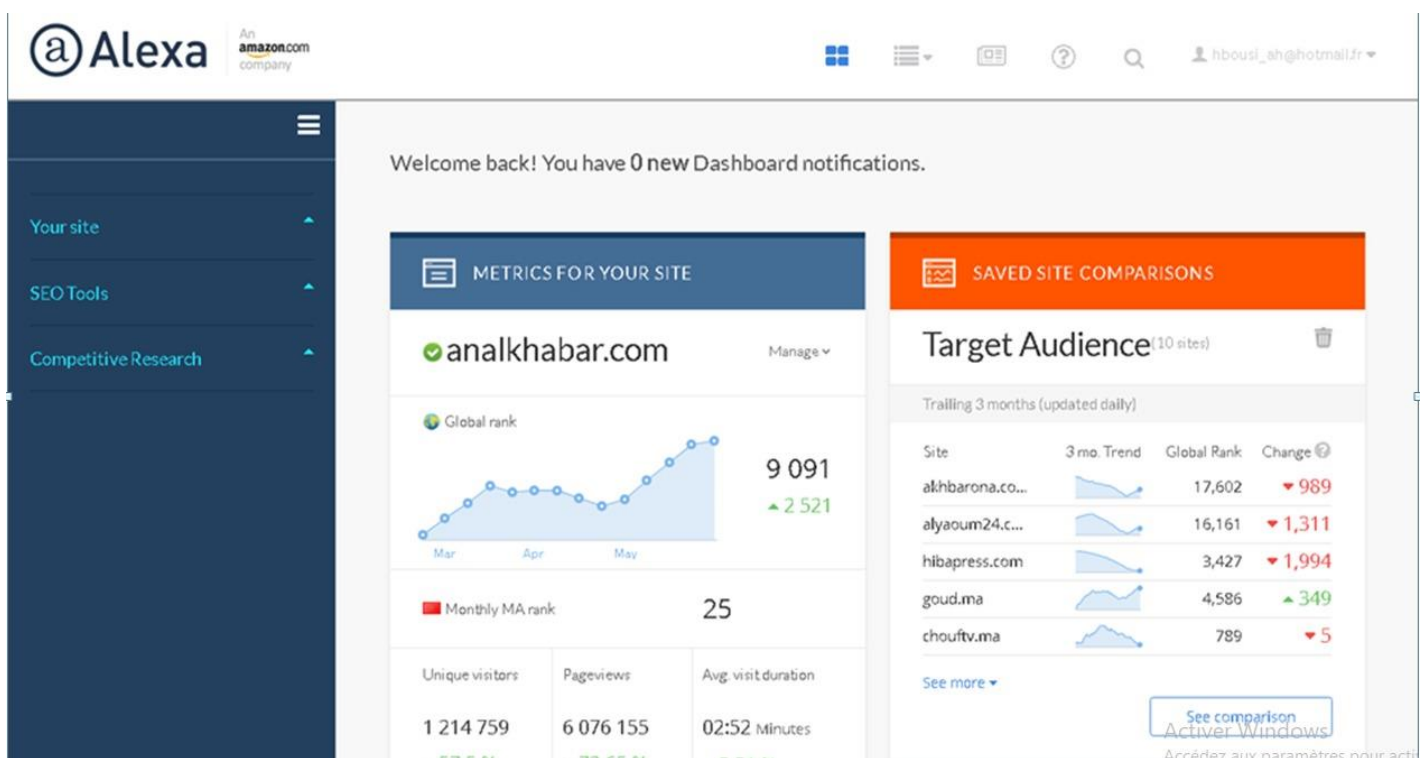 a Alexa
An
amazon.com
company
hbousi_ah@hotmail.fr
Welcome back! You have 0 new Dashboard notifications.
Your site
SEO Tools
Competitive Research
METRICS FOR YOUR SITE
analkhabar.com
Manage
Global rank
9 091
2 521
Mar Apr May
Monthly MA rank 25
Unique visitors Pageviews Avg. visit duration
1 214 759 6 076 155 02:52 Minutes
SAVED SITE COMPARISONS
Target Audience (10 sites)
Trailing 3 months (updated daily)
Site 3 mo. Trend Global Rank Change
akhbarona.co... 17,602 989
alyaoum24.c... 16,161 1,311
hibapress.com 3,427 1,994
goud.ma 4,586 349
chouftv.ma 789 5
See more
See comparison
Activer Windows
Accédez aux paramètres pour acti